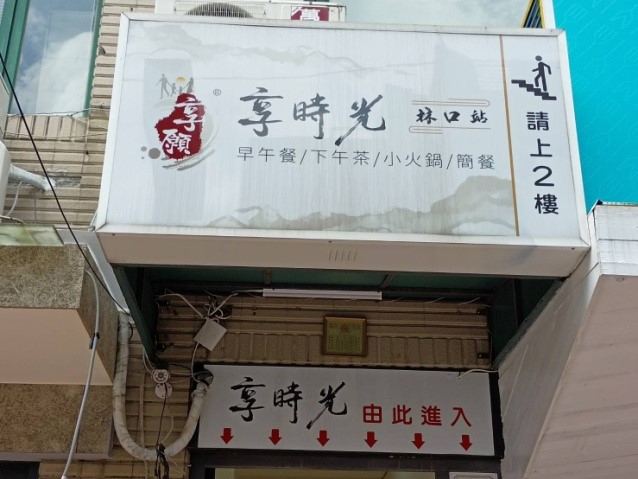 享願®
享時光 林口站
早午餐/下午茶/小火鍋/簡餐
請上2樓
享時光 由此進入